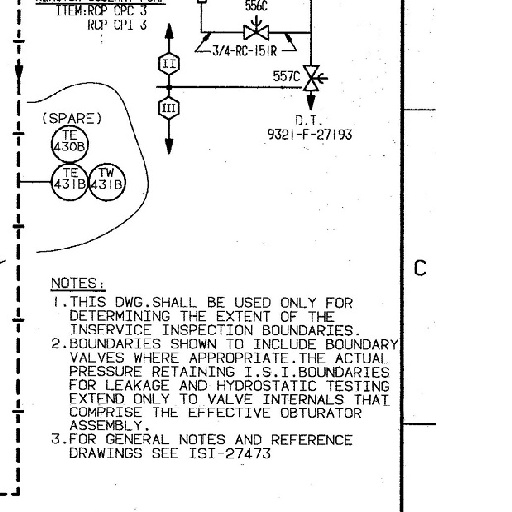 ITEM:RCP CPC 3
RCP CPI 3
556C
3/4-RC-151R
II
557C
III
D.T.
9321-F-27193
(SPARE)
TE
430B
TE
431B
TW
431B
C
NOTES:
1.THIS DWG.SHALL BE USED ONLY FOR
DETERMINING THE EXTENT OF THE
INSERVICE INSPECTION BOUNDARIES.
2.BOUNDARIES SHOWN TO INCLUDE BOUNDARY
VALVES WHERE APPROPRIATE.THE ACTUAL
PRESSURE RETAINING I.S.I.BOUNDARIES
FOR LEAKAGE AND HYDROSTATIC TESTING
EXTEND ONLY TO VALVE INTERNALS THAT
COMPRISE THE EFFECTIVE OBTURATOR
ASSEMBLY.
3.FOR GENERAL NOTES AND REFERENCE
DRAWINGS SEE ISI-27473